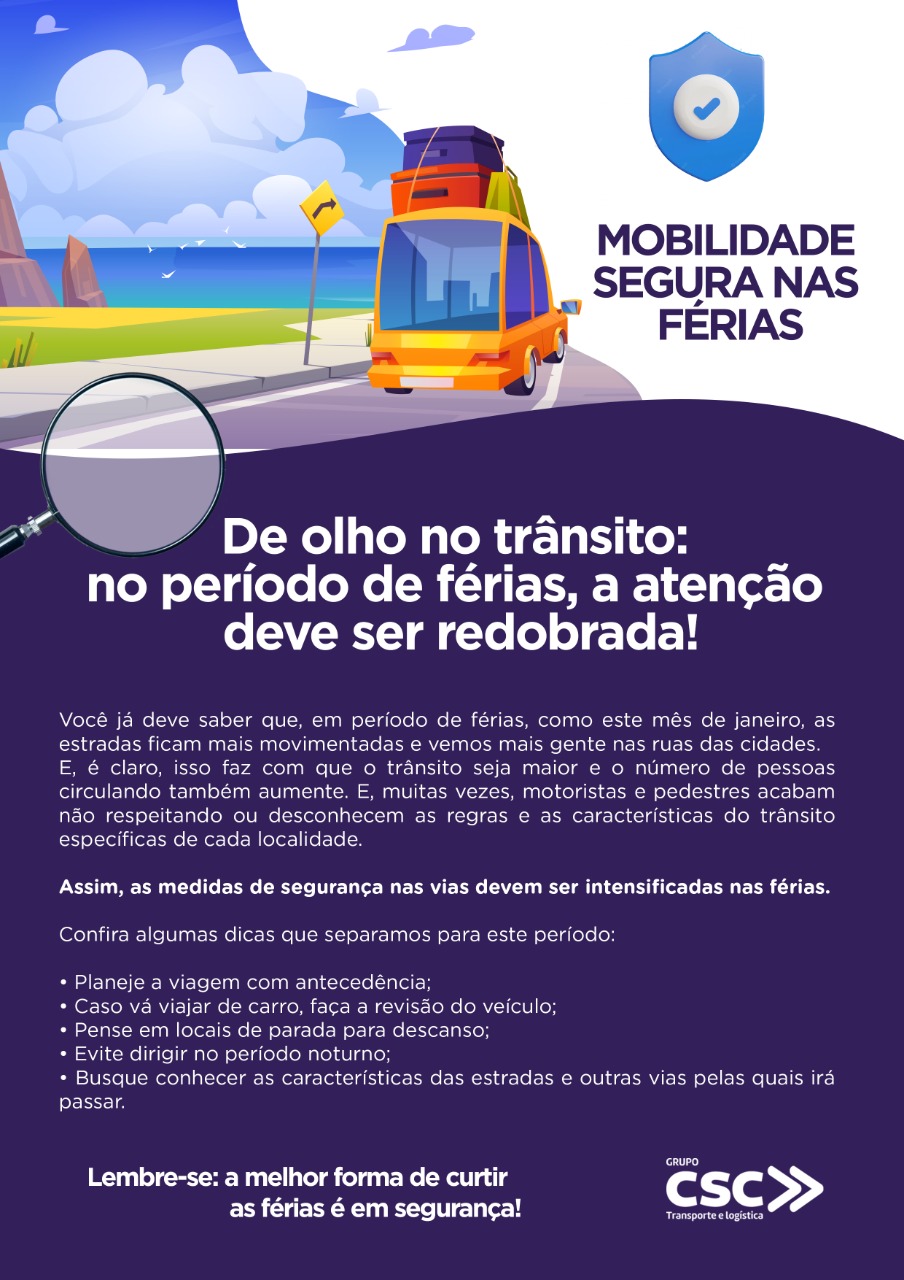 MOBILIDADE
SEGURA NAS
FÉRIAS
De olho no trânsito:
no período de férias, a atenção
deve ser redobrada!
Você já deve saber que, em período de férias, como este mês de janeiro, as
estradas ficam mais movimentadas e vemos mais gente nas ruas das cidades.
E, é claro, isso faz com que o trânsito seja maior e o número de pessoas
circulando também aumente. E, muitas vezes, motoristas e pedestres acabam
não respeitando ou desconhecem as regras e as características do trânsito
específicas de cada localidade.
Assim, as medidas de segurança nas vias devem ser intensificadas nas férias.
Confira algumas dicas que separamos para este período:
• Planeje a viagem com antecedência;
• Caso vá viajar de carro, faça a revisão do veículo;
• Pense em locais de parada para descanso;
• Evite dirigir no período noturno;
• Busque conhecer as características das estradas e outras vias pelas quais irá
passar.
Lembre-se: a melhor forma de curtir
as férias é em segurança!
GRUPO
CSC
Transporte e logística